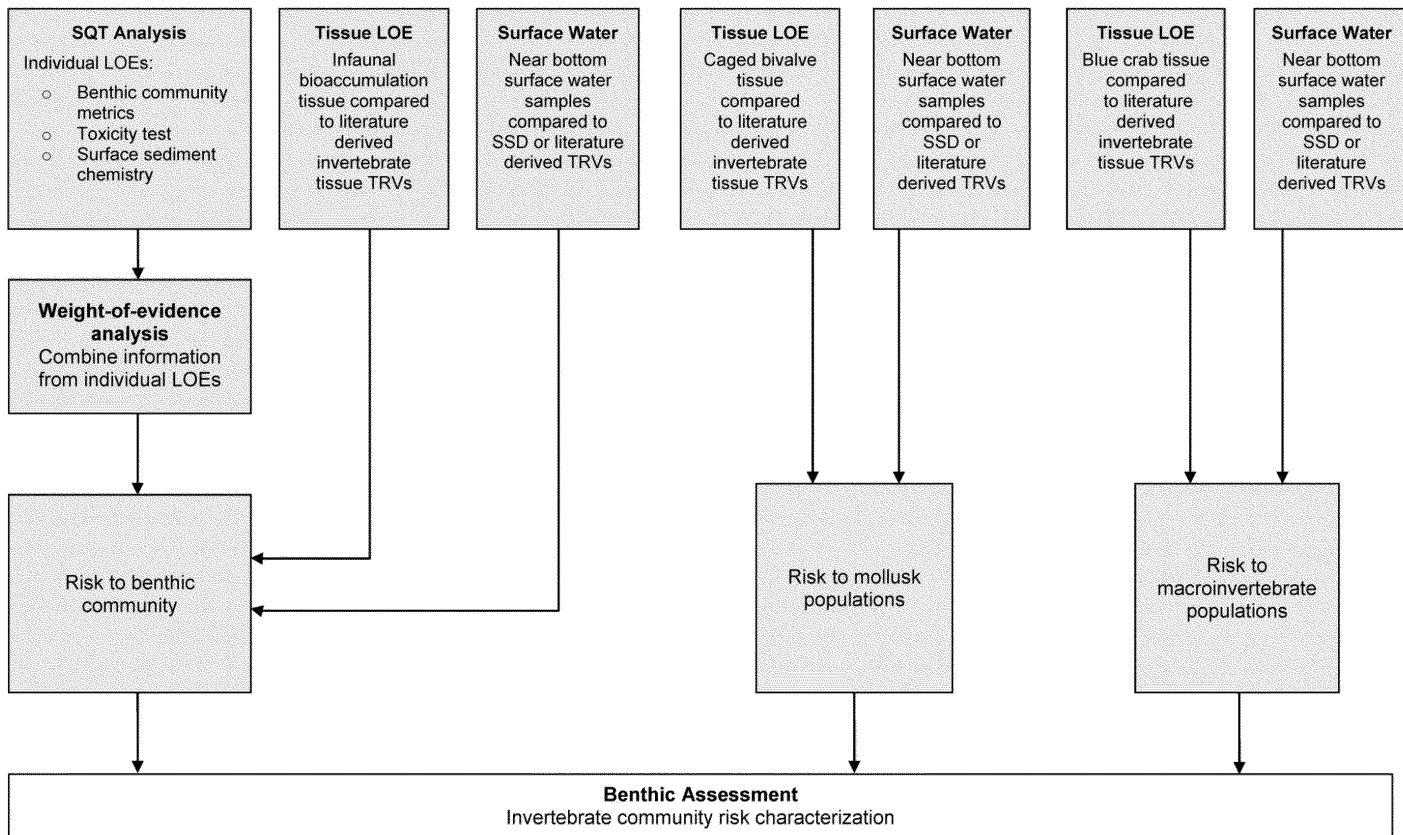 SQT Analysis
Individual LOEs:
o Benthic community
metrics
o Toxicity test
o Surface sediment
chemistry
Tissue LOE
Infaunal
bioaccumulation
tissue compared
to literature
derived
invertebrate
tissue TRVs
Surface Water
Near bottom
surface water
samples
compared to
SSD or literature
derived TRVs
Tissue LOE
Caged bivalve
tissue
compared
to literature
derived
invertebrate
tissue TRVs
Surface Water
Near bottom
surface water
samples
compared to
SSD or
literature
derived TRVs
Tissue LOE
Blue crab tissue
compared
to literature
derived
invertebrate
tissue TRVs
Surface Water
Near bottom
surface water
samples
compared to
SSD or
literature
derived TRVs
Weight-of-evidence
analysis
Combine information
from individual LOEs
Risk to benthic
community
Risk to mollusk
populations
Risk to
macroinvertebrate
populations
Benthic Assessment
Invertebrate community risk characterization